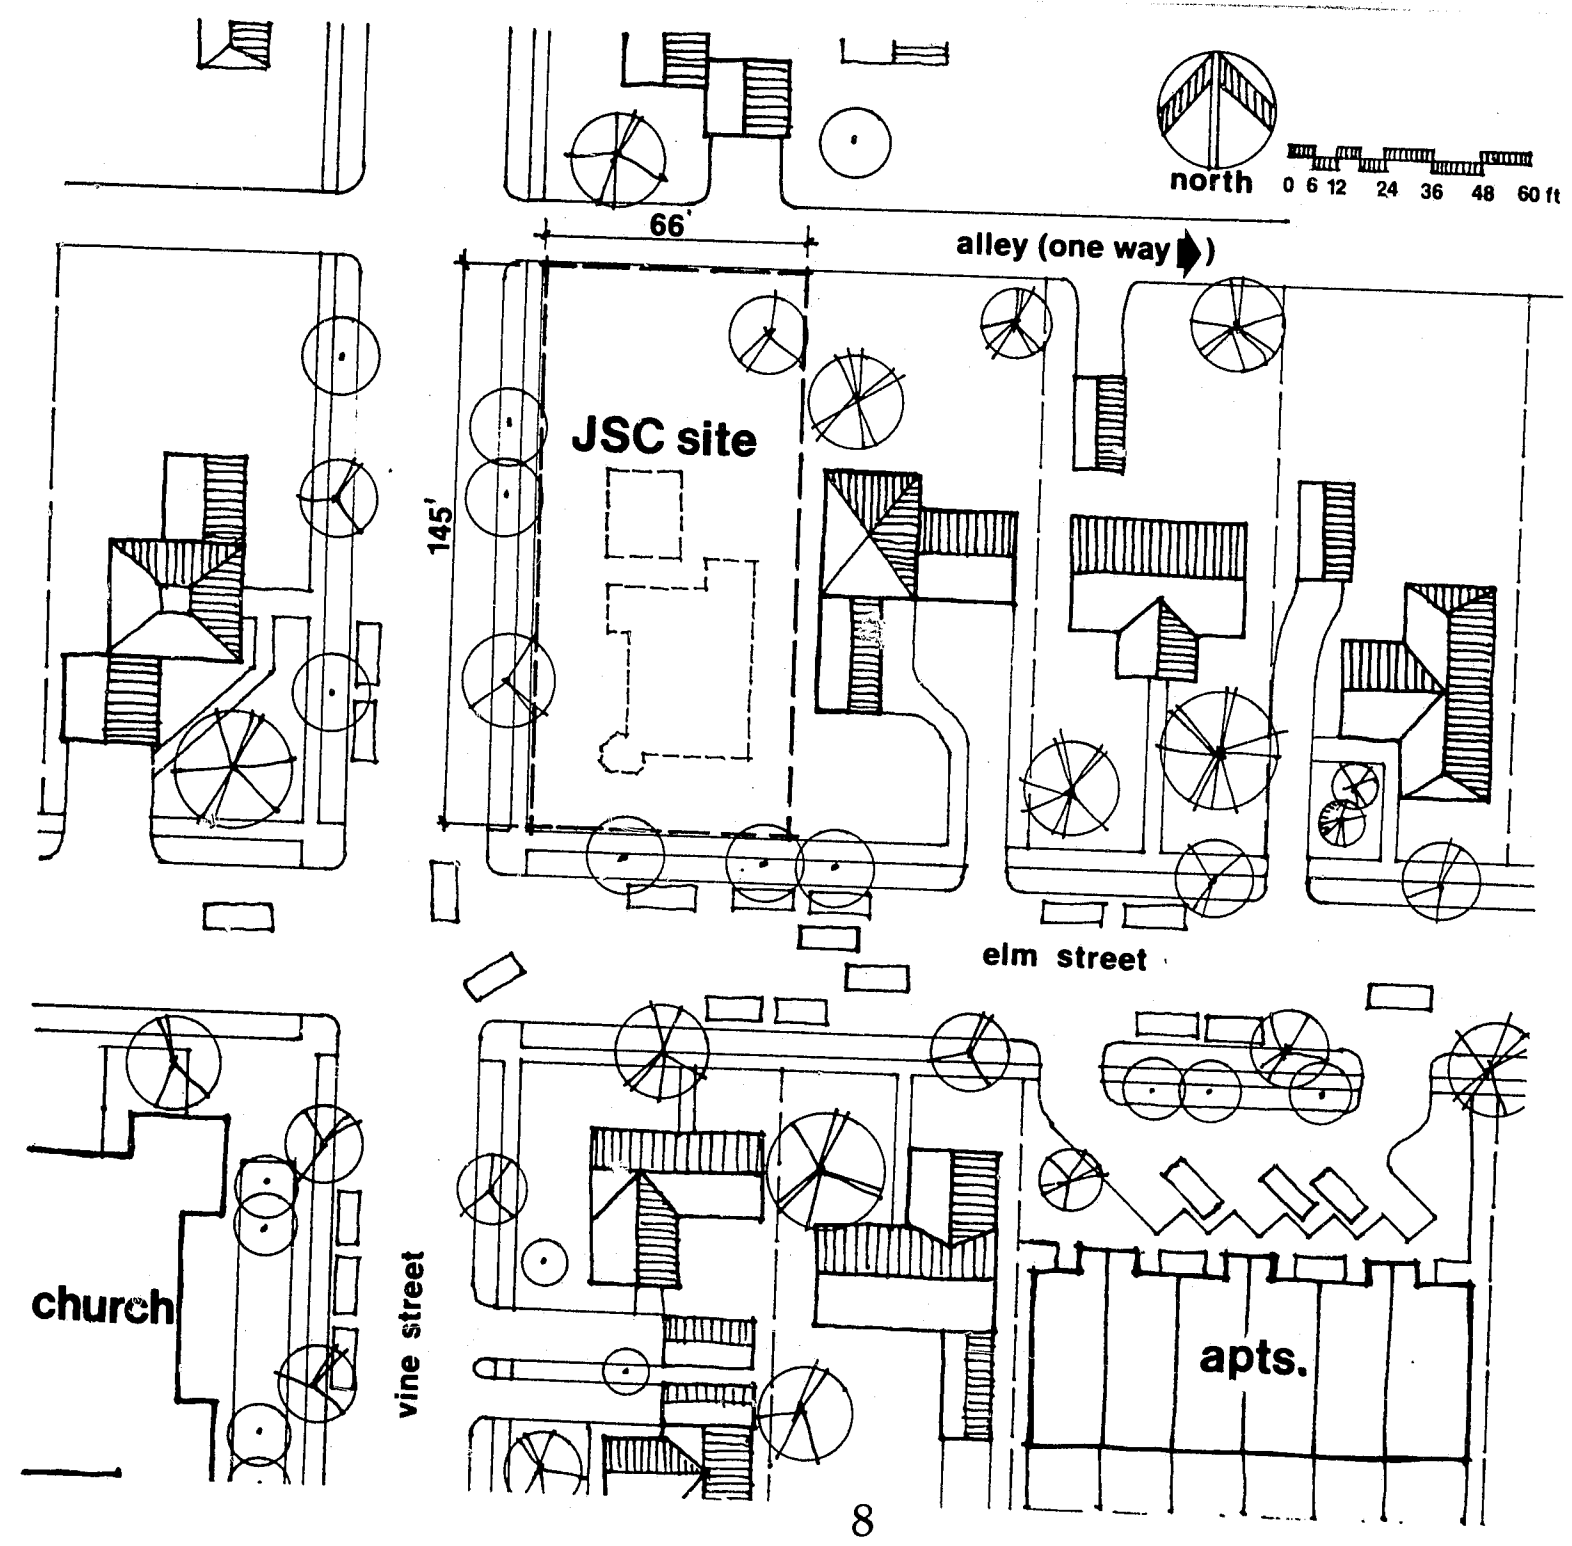 north
0 6 12 24 36 48 60 ft
66'
alley (one way )
JSC site
145'
elm street
church
vine street
apts.
8